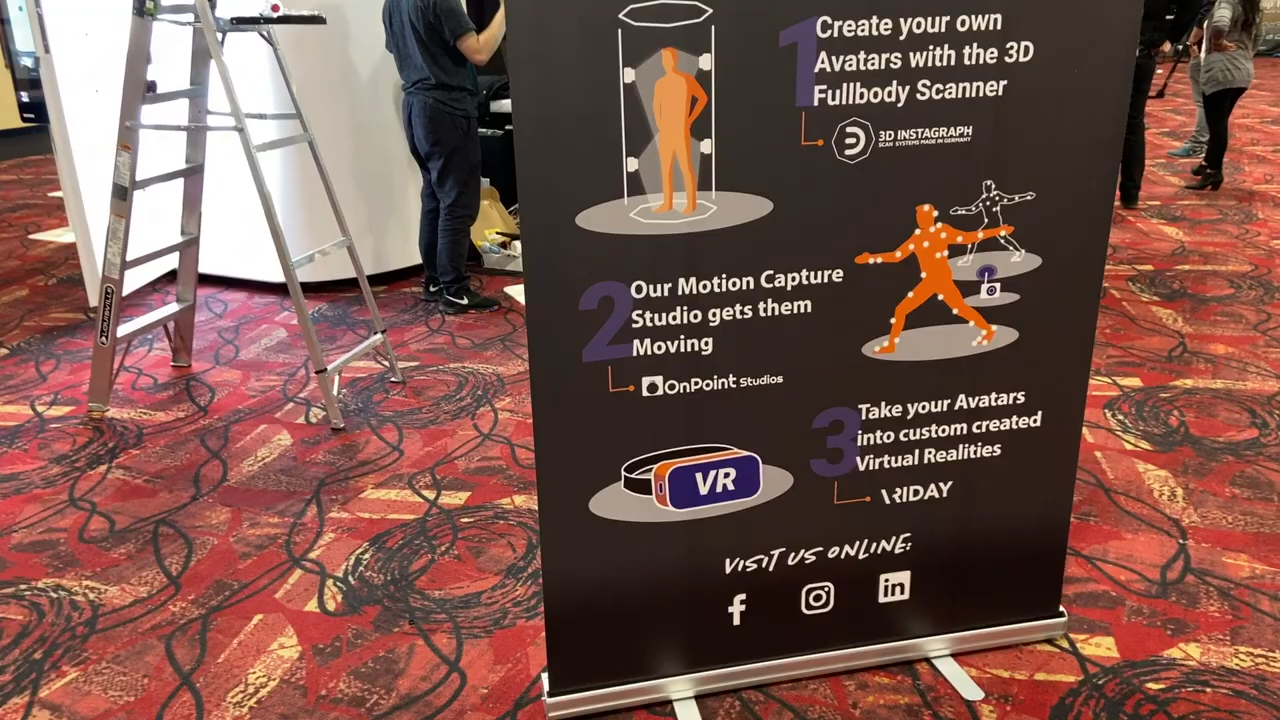 1
Create your own
Avatars with the 3D
Fullbody Scanner
3D INSTAGRAPH
SCAN SYSTEMS MADE IN GERMANY
2
Our Motion Capture
Studio gets them
Moving
OnPoint Studios
3
Take your Avatars
into custom created
Virtual Realities
VRIDAY
VR
VISIT US ONLINE:
f
in
LOUISVILLE